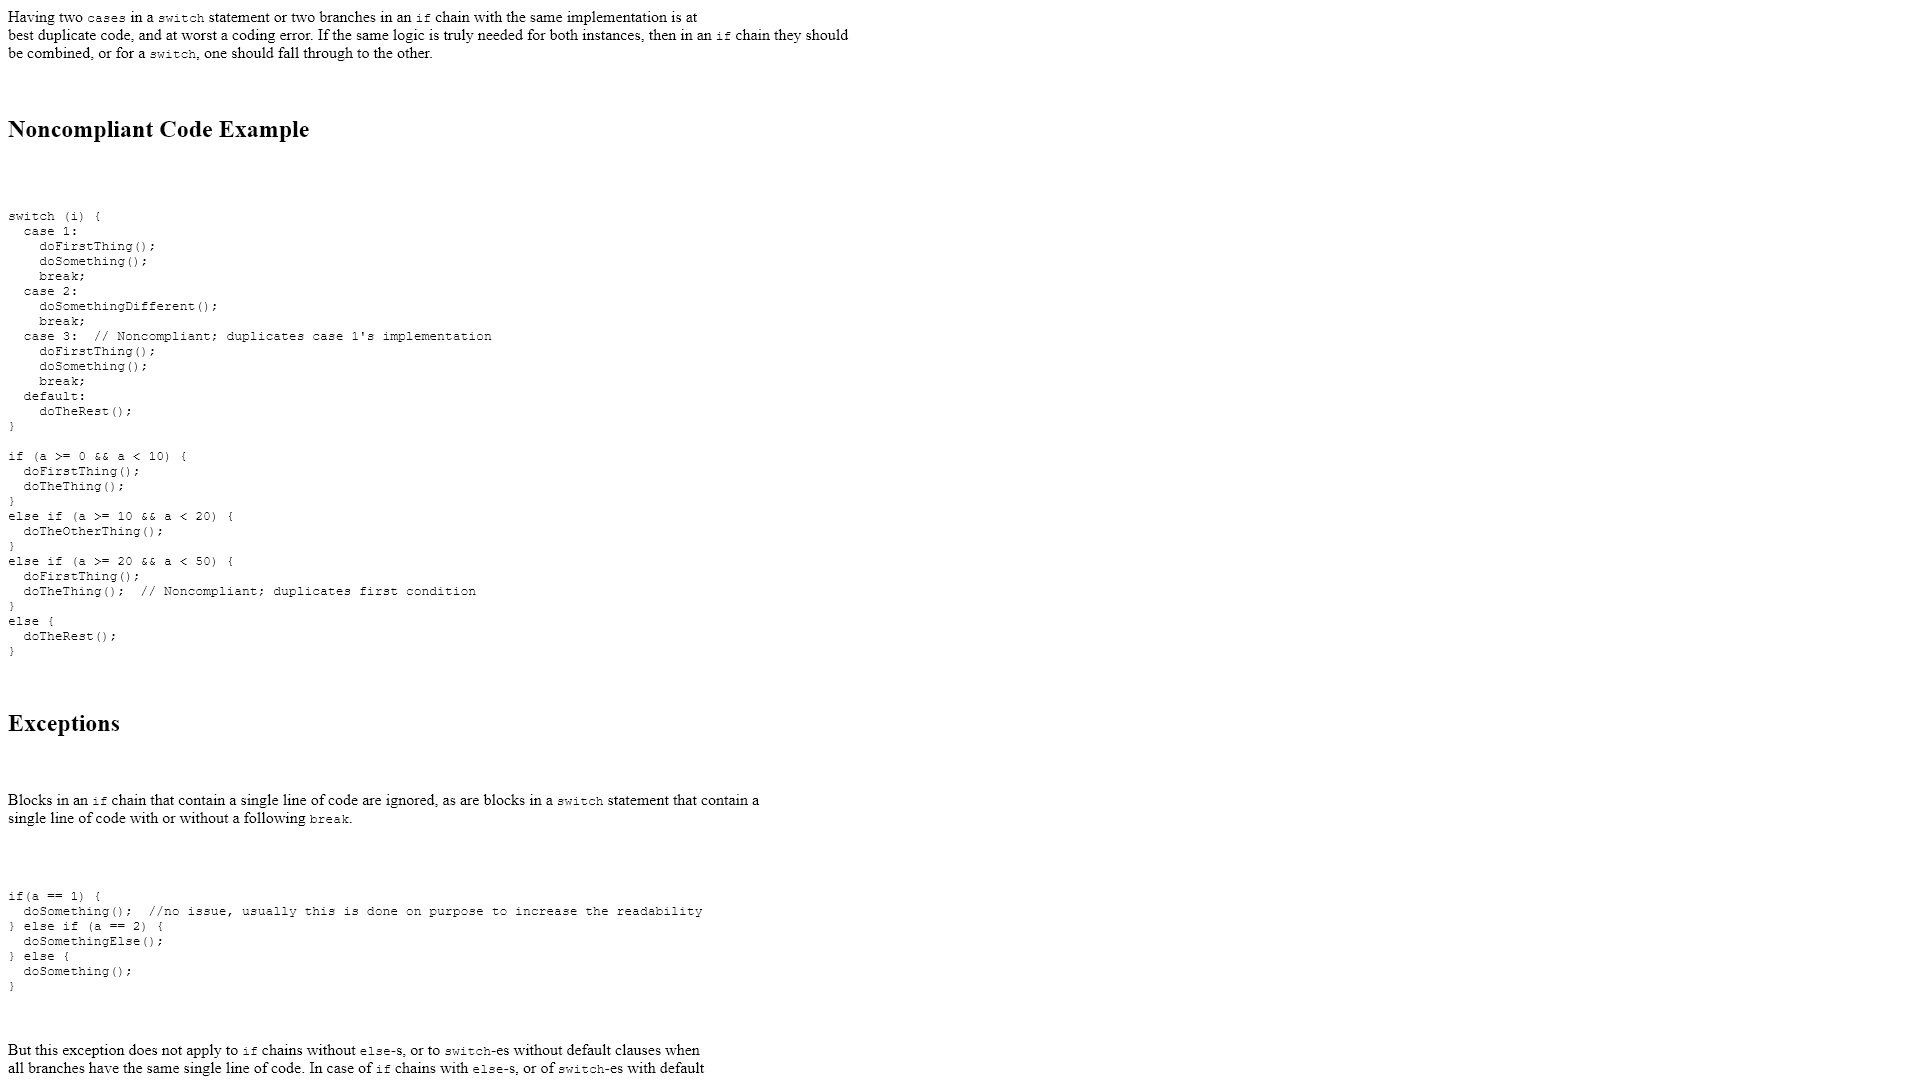 Having two cases in a switch statement or two branches in an if chain with the same implementation is at
best duplicate code, and at worst a coding error. If the same logic is truly needed for both instances, then in an if chain they should
be combined, or for a switch, one should fall through to the other.
Noncompliant Code Example
switch (i) {
  case 1:
    doFirstThing();
    doSomething();
    break;
  case 2:
    doSomethingDifferent();
    break;
  case 3:  // Noncompliant; duplicates case 1's implementation
    doFirstThing();
    doSomething();
    break;
  default:
    doTheRest();
}
if (a >= 0 && a < 10) {
  doFirstThing();
  doTheThing();
}
else if (a >= 10 && a < 20) {
  doTheOtherThing();
}
else if (a >= 20 && a < 50) {
  doFirstThing();
  doTheThing();  // Noncompliant; duplicates first condition
}
else {
  doTheRest();
}
Exceptions
Blocks in an if chain that contain a single line of code are ignored, as are blocks in a switch statement that contain a
single line of code with or without a following break.
if(a == 1) {
  doSomething();  //no issue, usually this is done on purpose to increase the readability
} else if (a == 2) {
  doSomethingElse();
} else {
  doSomething();
}
But this exception does not apply to if chains without else-s, or to switch-es without default clauses when
all branches have the same single line of code. In case of if chains with else-s, or of switch-es with default